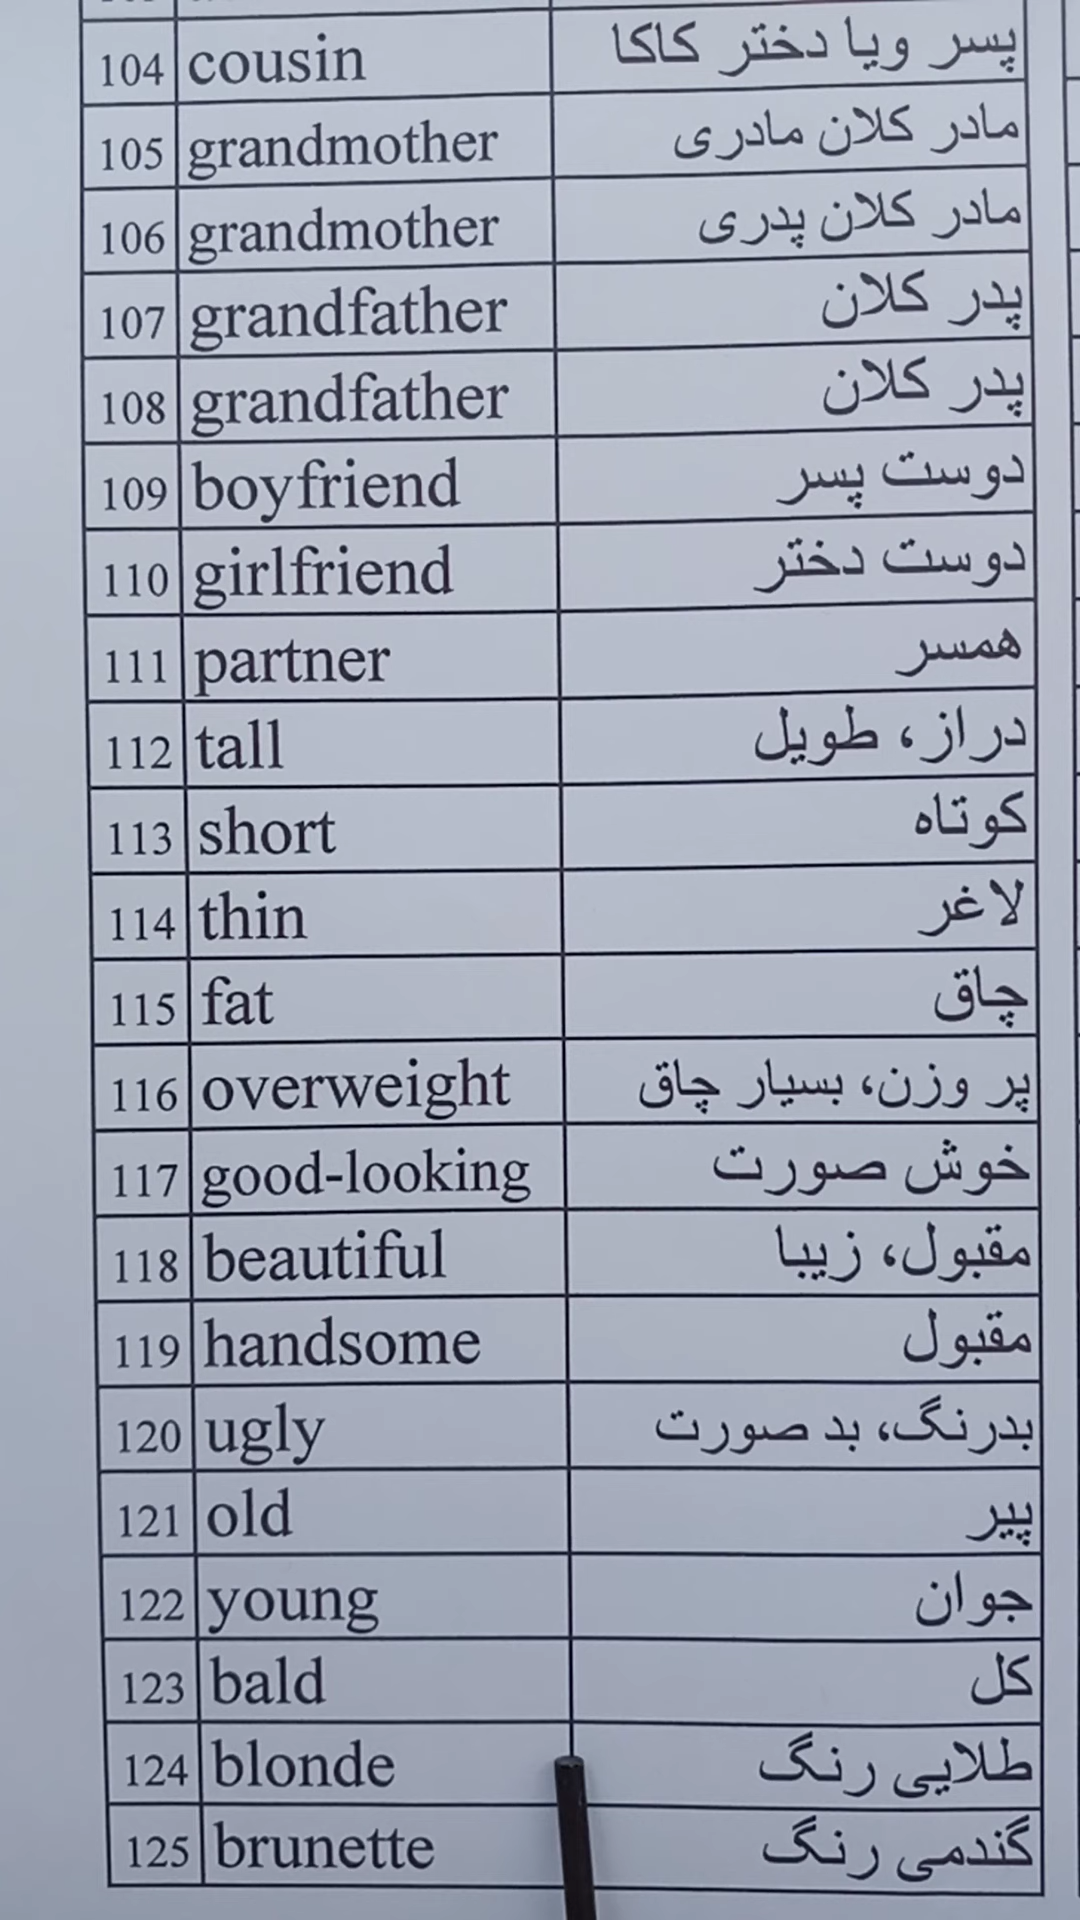 104 cousin پسر ویا دختر کاکا
105 grandmother مادر کلان مادری
106 grandmother مادر کلان پدری
107 grandfather پدر کلان
108 grandfather پدر کلان
109 boyfriend دوست پسر
110 girlfriend دوست دختر
111 partner همسر
112 tall دراز، طویل
113 short کوتاه
114 thin لاغر
115 fat چاق
116 overweight پر وزن، بسیار چاق
117 good-looking خوش صورت
118 beautiful مقبول، زیبا
119 handsome مقبول
120 ugly بدرنگ، بد صورت
121 old پیر
122 young جوان
123 bald کل
124 blonde طلایی رنگ
125 brunette گندمی رنگ